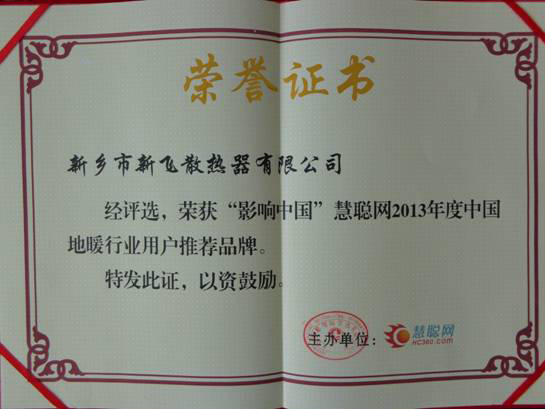 荣誉证书
新乡市新飞散热器有限公司
经评选，荣获“影响中国”慧聪网2013年度中国
地暖行业用户推荐品牌。
特发此证，以资鼓励。
主办单位：慧聪网
HC360.com